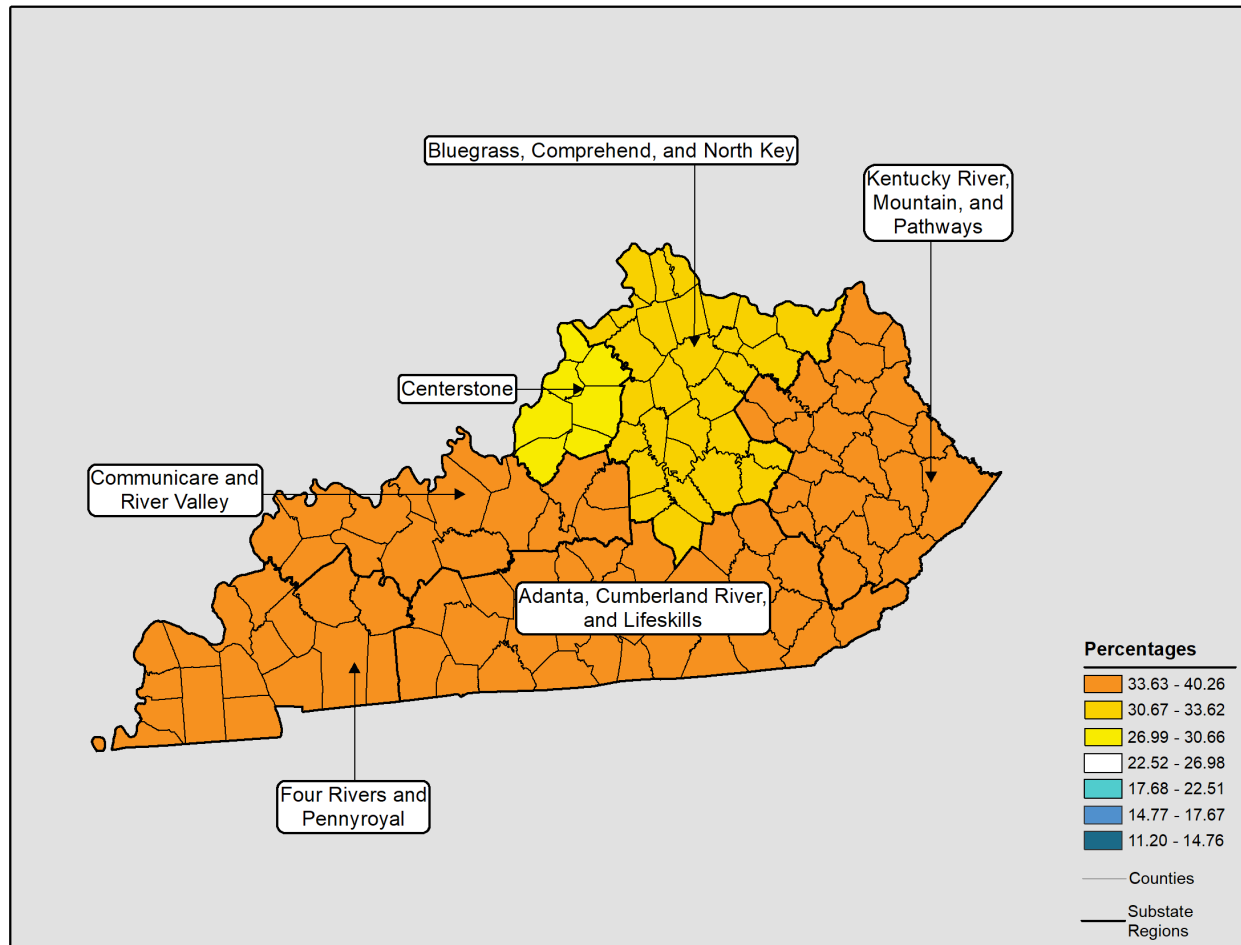 Bluegrass, Comprehend, and North Key
Kentucky River,
Mountain, and
Pathways
Centerstone
Communicare and
River Valley
Adanta, Cumberland River,
and Lifeskills
Four Rivers and
Pennyroyal
Percentages
33.63 - 40.26
30.67 - 33.62
26.99 - 30.66
22.52 - 26.98
17.68 - 22.51
14.77 - 17.67
11.20 - 14.76
Counties
Substate
Regions